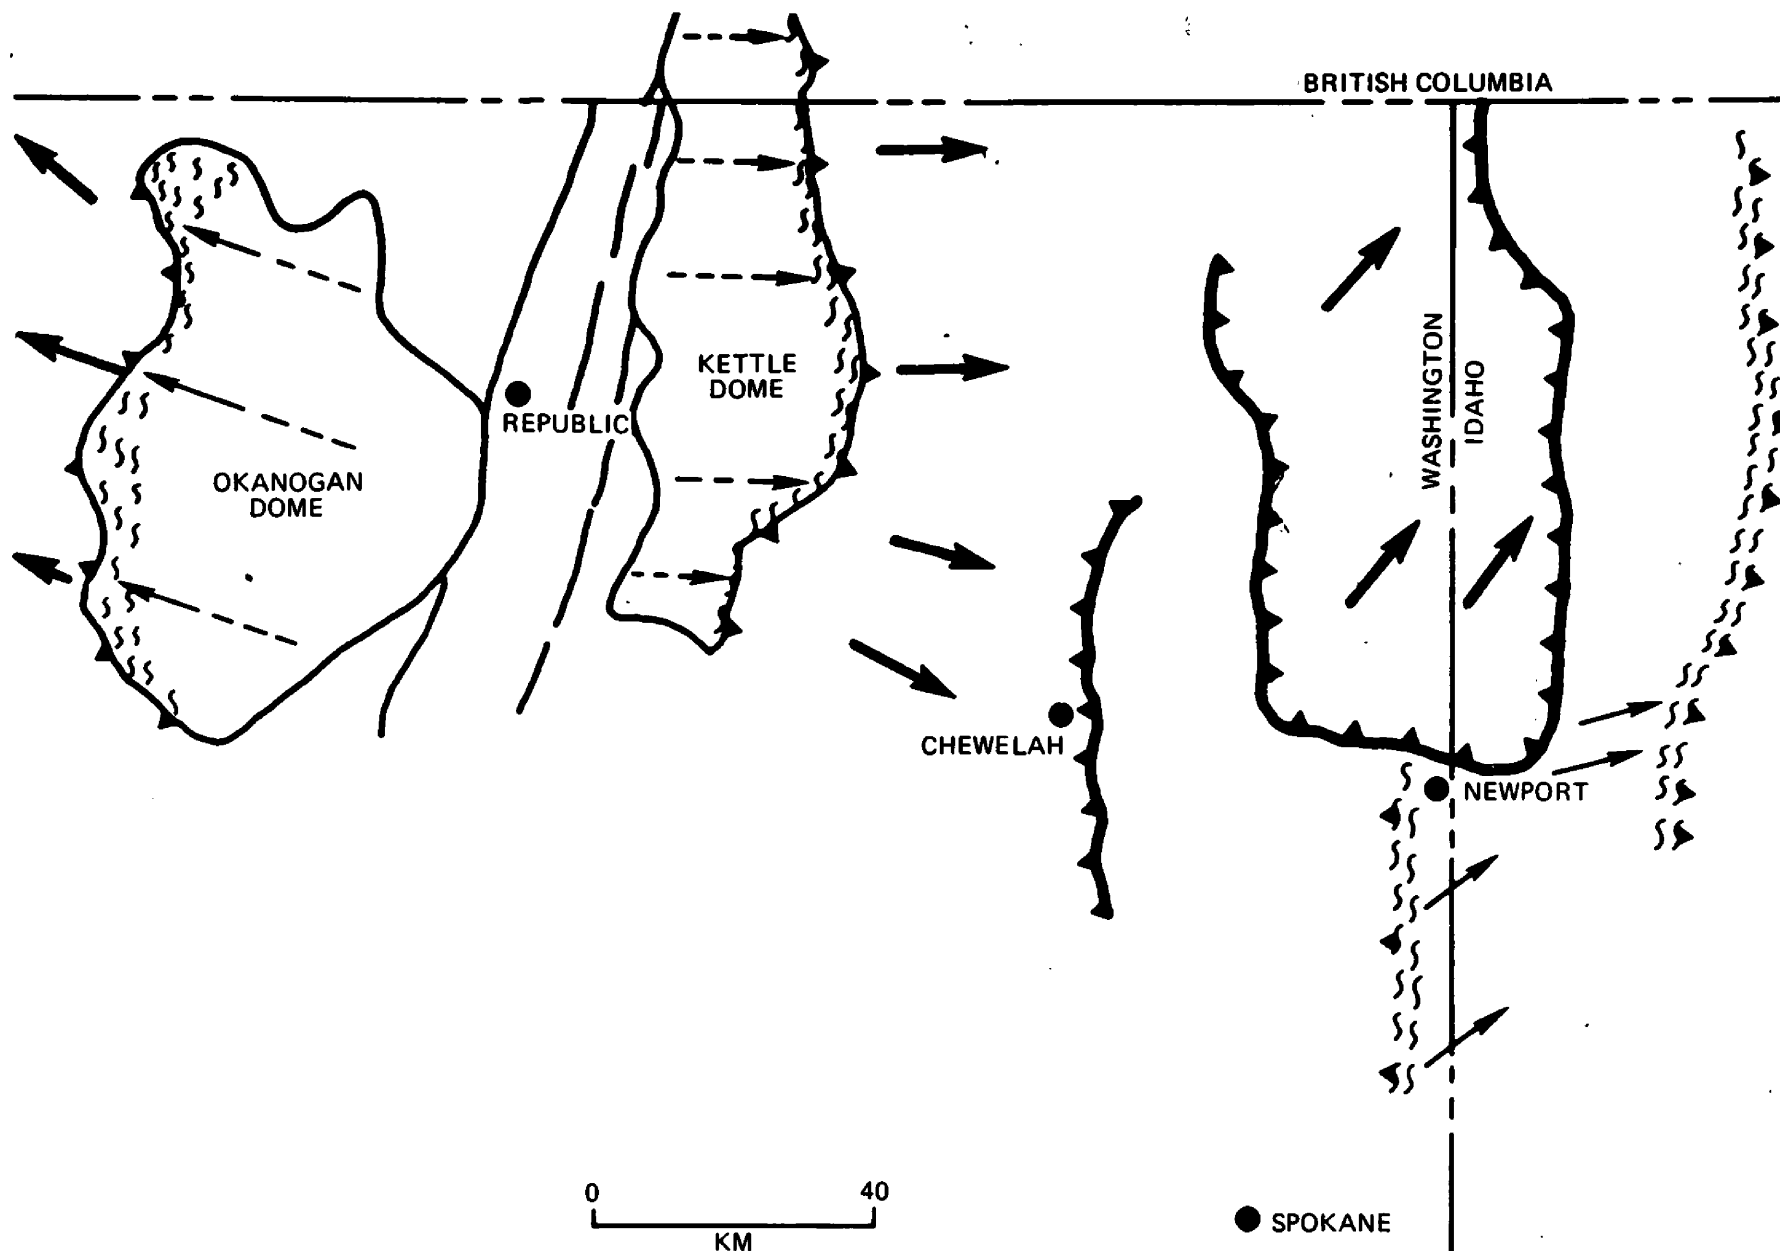 BRITISH COLUMBIA
WASHINGTON
IDAHO
KETTLE
DOME
REPUBLIC
OKANOGAN
DOME
CHEWELAH
NEWPORT
0 40
KM
SPOKANE